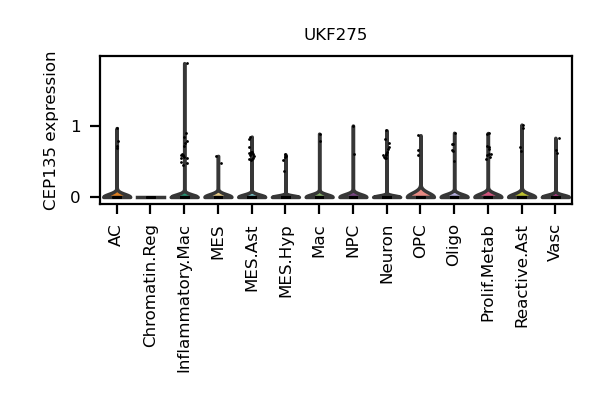 UKF275
CEP135 expression
1
0
AC
Chromatin.Reg
Inflammatory.Mac
MES
MES.Ast
MES.Hyp
Mac
NPC
Neuron
OPC
Oligo
Prolif.Metab
Reactive.Ast
Vasc